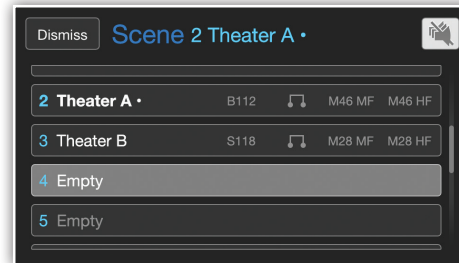 Dismiss Scene 2 Theater A •
2 Theater A • B112 M46 MF M46 HF
3 Theater B S118 M28 MF M28 HF
4 Empty
5 Empty